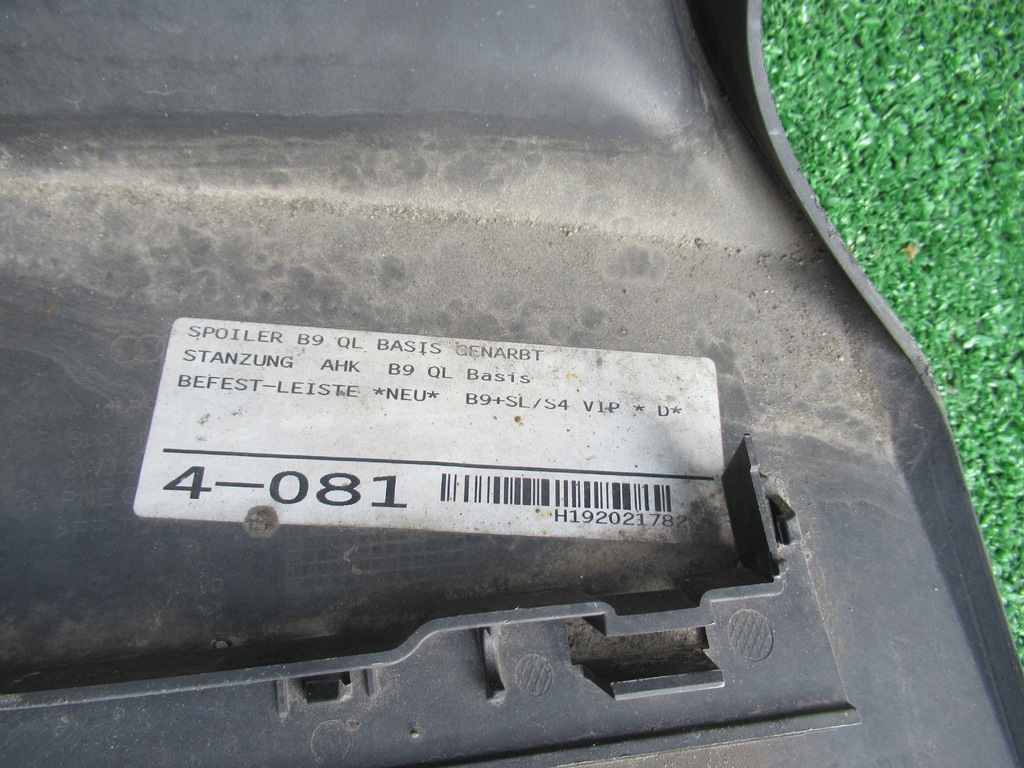 SPOILER B9 QL BASIS GENARBT
STANZUNG AHK B9 QL Basis
BEFEST-LEISTE *NEU* B9+SL/S4 VIP * D*
4-081
H192021782